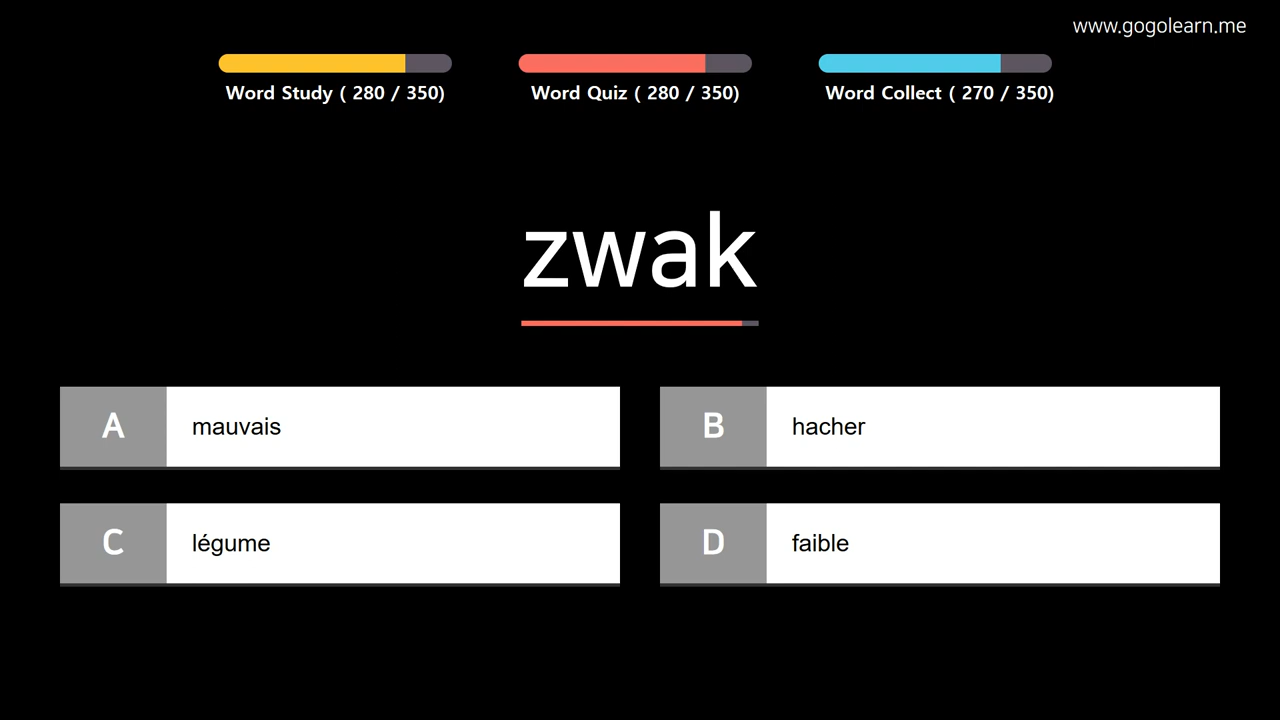 www.gogolearn.me
Word Study ( 280 / 350)
Word Quiz ( 280 / 350)
Word Collect ( 270 / 350)
zwak
A mauvais
B hacher
C légume
D faible